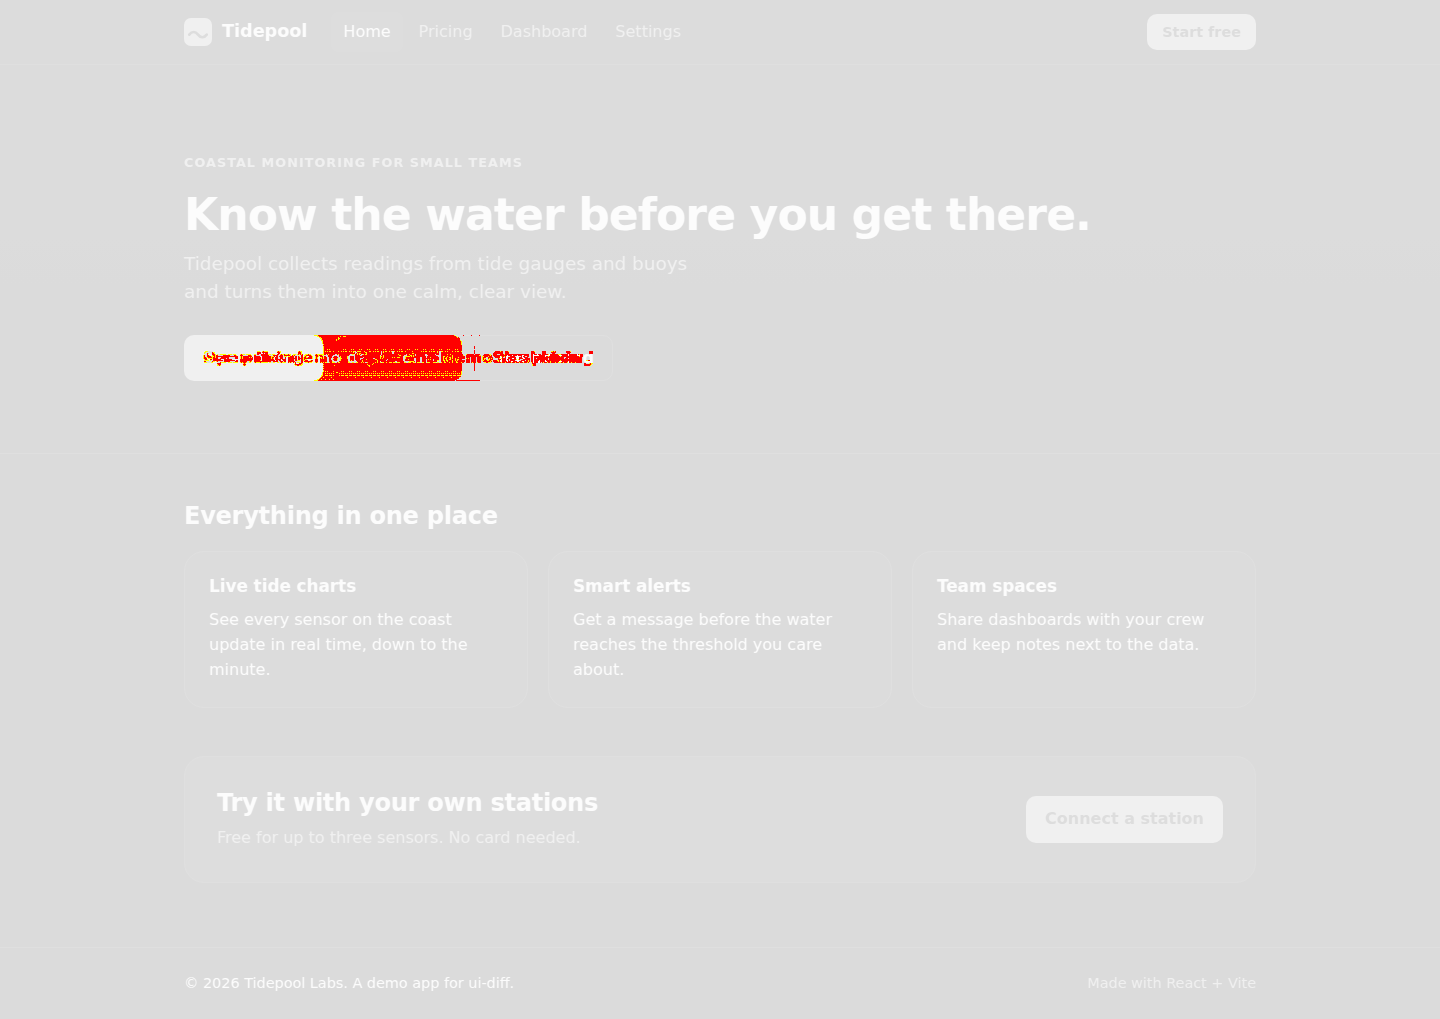 Tidepool Home Pricing Dashboard Settings Start free
COASTAL MONITORING FOR SMALL TEAMS
Know the water before you get there.
Tidepool collects readings from tide gauges and buoys
and turns them into one calm, clear view.
Everything in one place
Live tide charts
See every sensor on the coast
update in real time, down to the
minute.
Smart alerts
Get a message before the water
reaches the threshold you care
about.
Team spaces
Share dashboards with your crew
and keep notes next to the data.
Try it with your own stations
Free for up to three sensors. No card needed.
Connect a station
© 2026 Tidepool Labs. A demo app for ui-diff.
Made with React + Vite